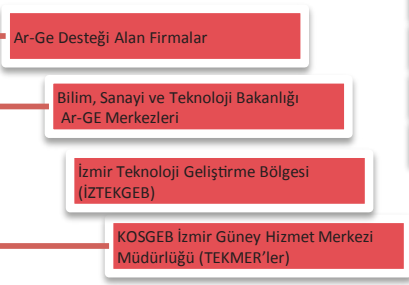 Ar-Ge Desteği Alan Firmalar
Bilim, Sanayi ve Teknoloji Bakanlığı
Ar-GE Merkezleri
İzmir Teknoloji Geliştirme Bölgesi
(İZTEKGEB)
KOSGEB İzmir Güney Hizmet Merkezi
Müdürlüğü (TEKMER’ler)